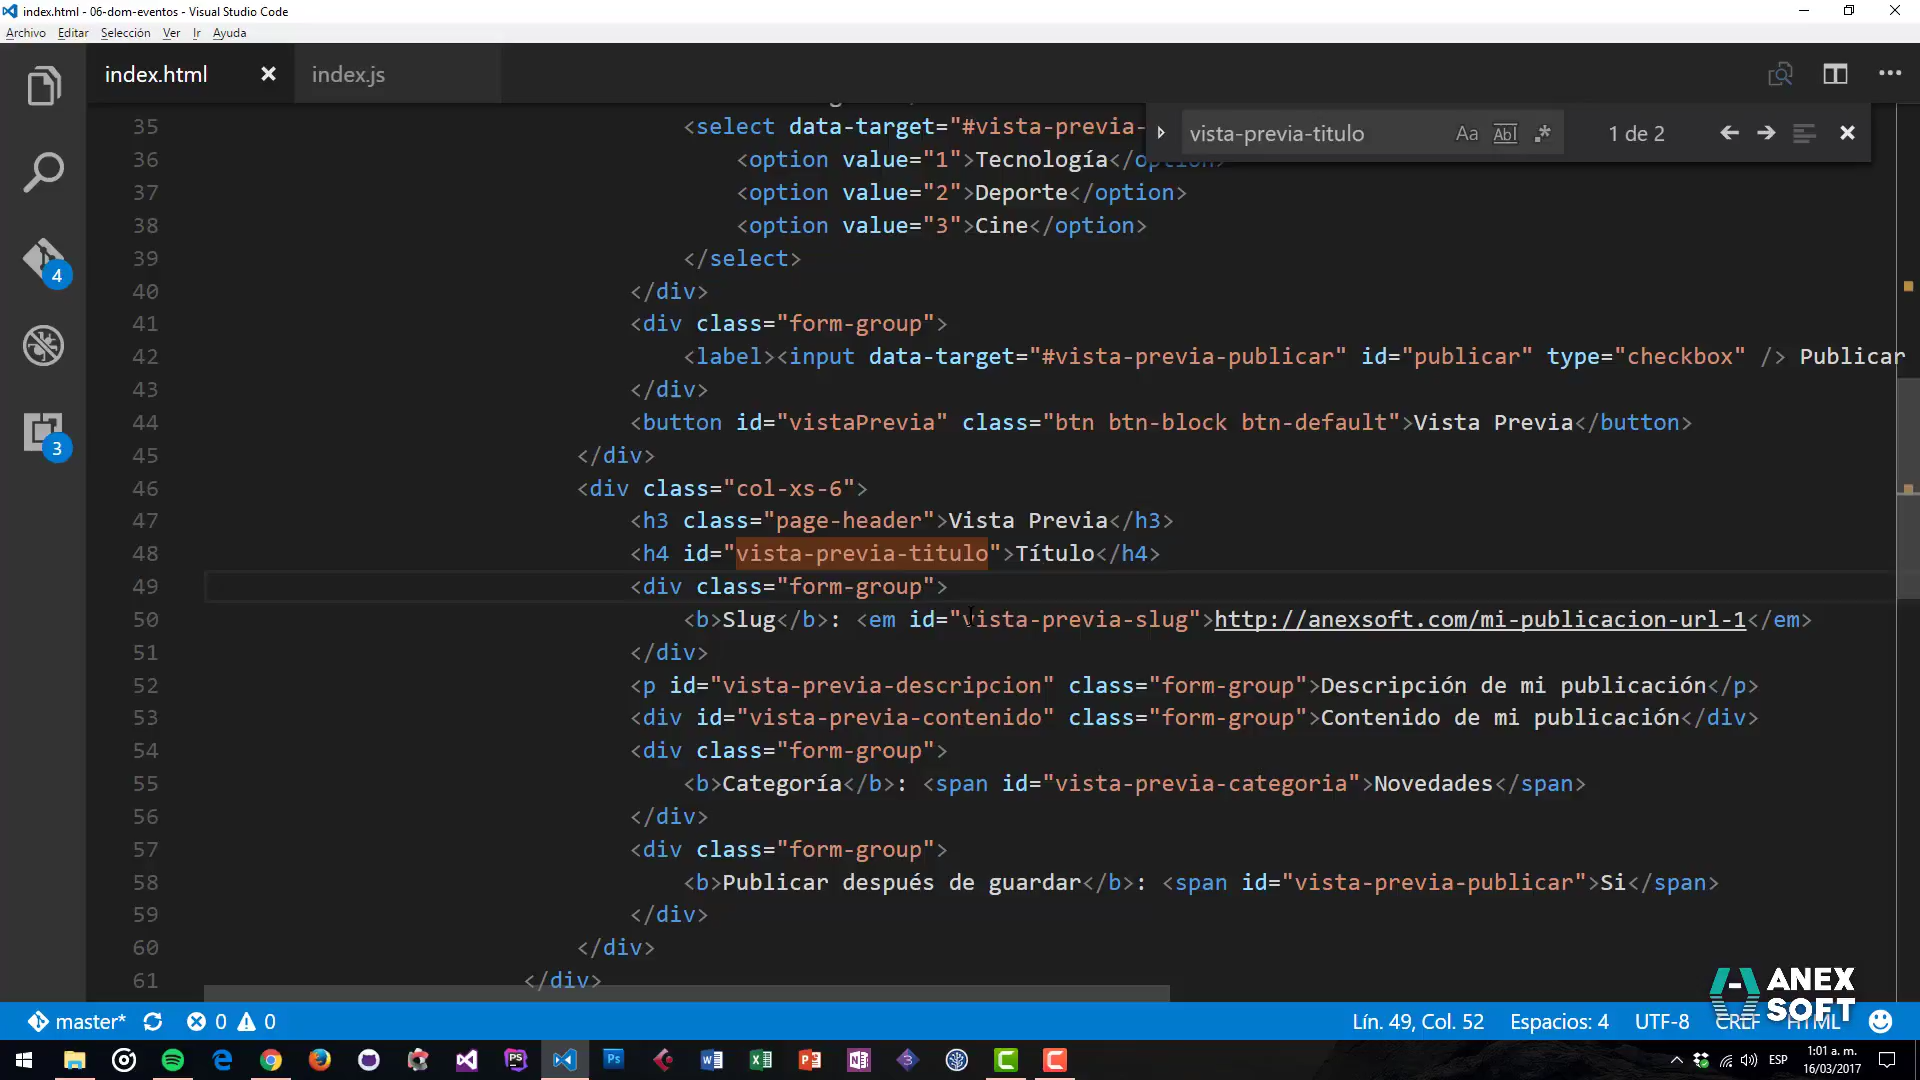 index.html - 06-dom-eventos - Visual Studio Code
Archivo Editar Selección Ver Ir Ayuda
index.html index.js
vista-previa-titulo Aa Abl .* 1 de 2
35 <select data-target="#vista-previa-
36 <option value="1">Tecnología</option>
37 <option value="2">Deporte</option>
38 <option value="3">Cine</option>
39 </select>
40 </div>
41 <div class="form-group">
42 <label><input data-target="#vista-previa-publicar" id="publicar" type="checkbox" /> Publicar
43 </div>
44 <button id="vistaPrevia" class="btn btn-block btn-default">Vista Previa</button>
45 </div>
46 <div class="col-xs-6">
47 <h3 class="page-header">Vista Previa</h3>
48 <h4 id="vista-previa-titulo">Título</h4>
49 <div class="form-group">
50 <b>Slug</b>: <em id="vista-previa-slug">http://anexsoft.com/mi-publicacion-url-1</em>
51 </div>
52 <p id="vista-previa-descripcion" class="form-group">Descripción de mi publicación</p>
53 <div id="vista-previa-contenido" class="form-group">Contenido de mi publicación</div>
54 <div class="form-group">
55 <b>Categoría</b>: <span id="vista-previa-categoria">Novedades</span>
56 </div>
57 <div class="form-group">
58 <b>Publicar después de guardar</b>: <span id="vista-previa-publicar">Si</span>
59 </div>
60 </div>
61 </div>
4
3
ANEX
SOFT
master* 0 0 Lín. 49, Col. 52 Espacios: 4 UTF-8 CRLF HTML
ESP 1:01 a. m.
16/03/2017